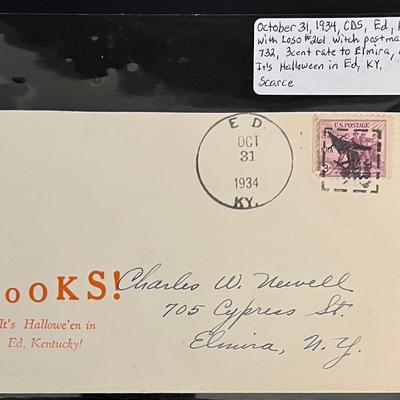 October 31, 1934, CDS, Ed,
with LOSO #261 witch postma
732, 3cent rate to Elmira,
It's Halloween in Ed, KY.
Scarce
E D.
OCT
31
1934
KY.
U.S. POSTAGE
OOKS!
It's Hallowe'en in
Ed, Kentucky!
Charles W. Newell
705 Cypress St.
Elmira, N.Y.